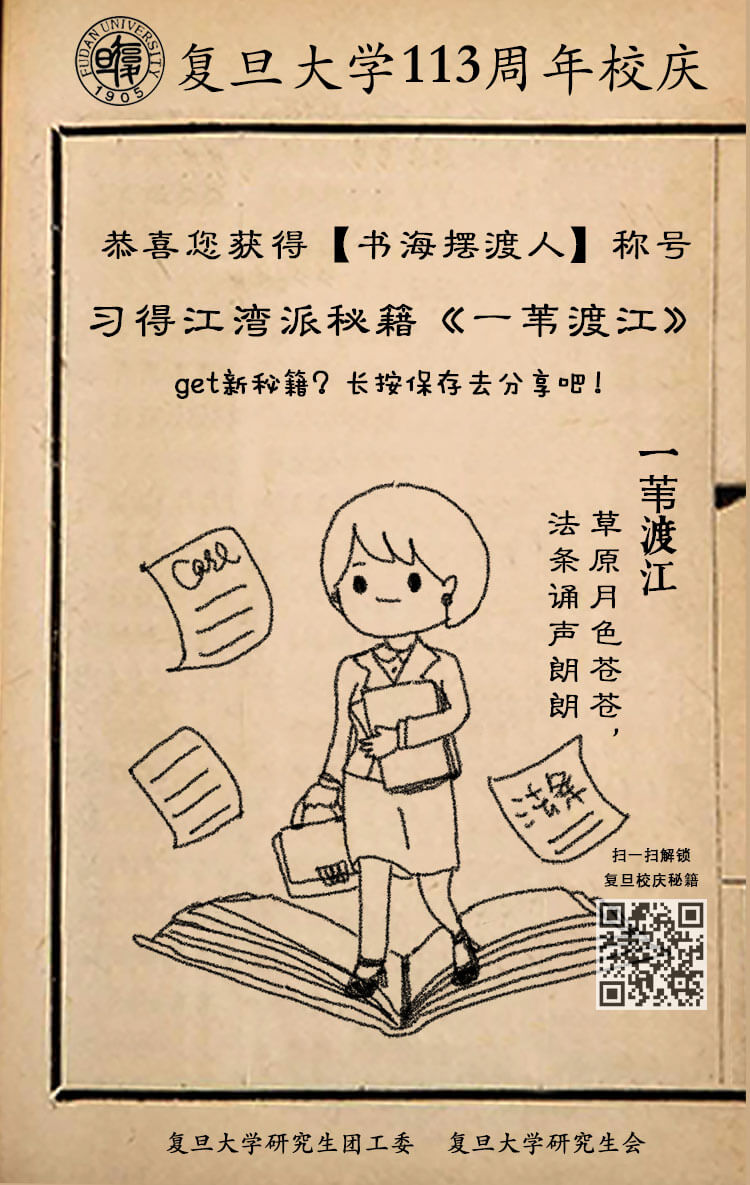 FUDAN UNIVERSITY
1905
复旦大学113周年校庆
恭喜您获得【书海摆渡人】称号
习得江湾派秘籍《一苇渡江》
get新秘籍？长按保存去分享吧！
一苇渡江
草原月色苍苍，
法条诵声朗朗
Case
扫一扫解锁
复旦校庆秘籍
复旦大学研究生团工委 复旦大学研究生会